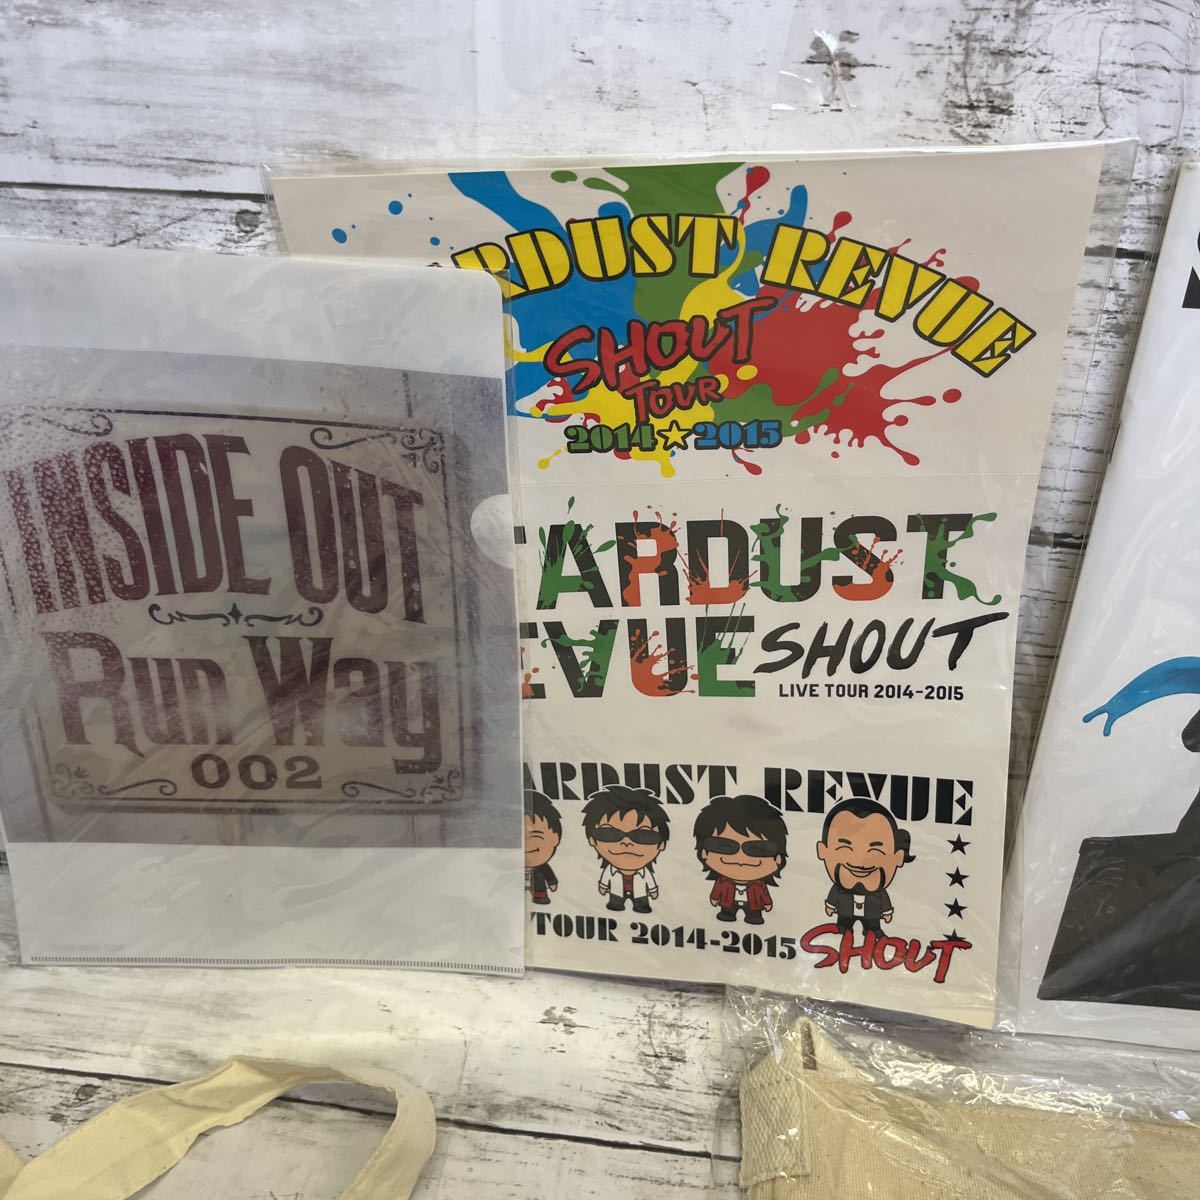 INSIDE OUT
Run Way
002
ARDUST REVUE
SHOUT
TOUR
2014★2015
TARDUST
EVUE SHOUT
LIVE TOUR 2014-2015
ARDUST REVUE
TOUR 2014-2015 SHOUT